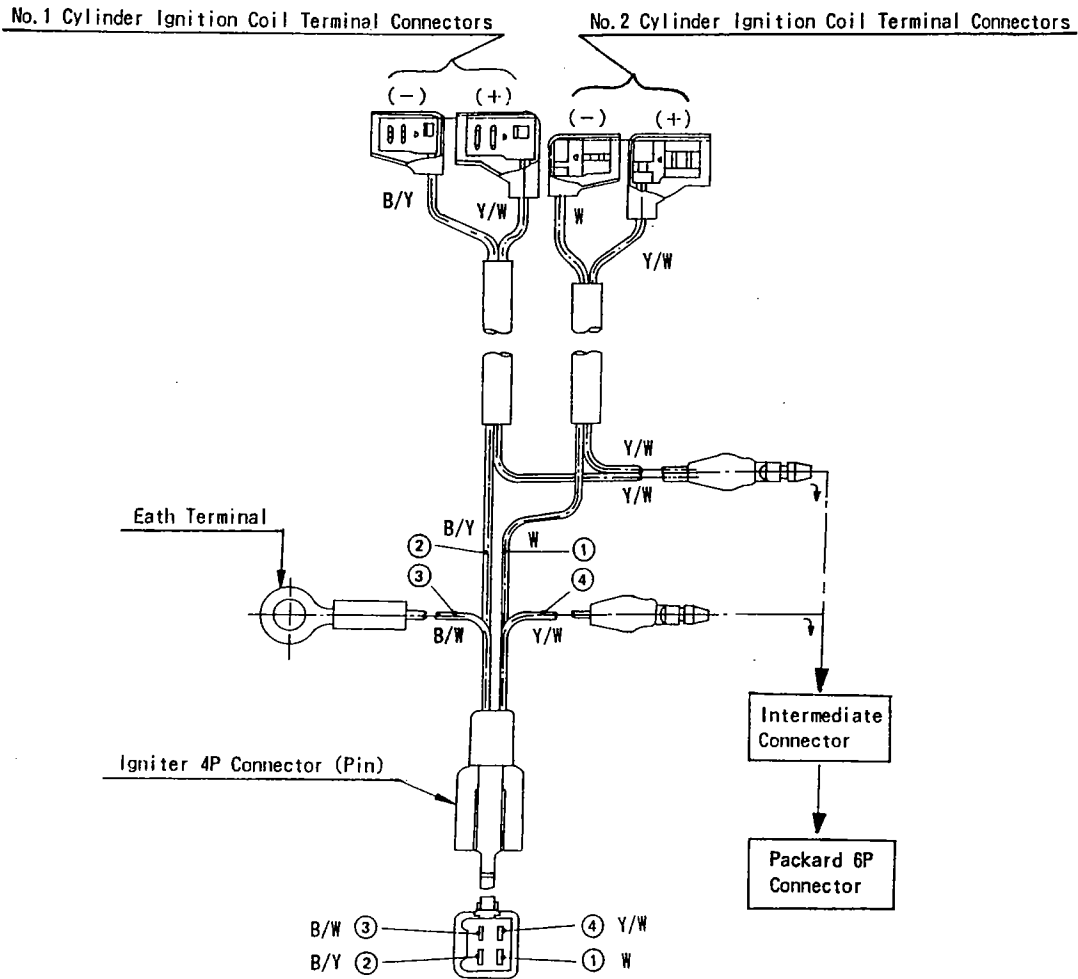 No.1 Cylinder Ignition Coil Terminal Connectors
No.2 Cylinder Ignition Coil Terminal Connectors
(-) (+)
(-) (+)
B/Y
Y/W
W
Y/W
Y/W
Y/W
Eath Terminal
B/Y
W
②
①
③
④
B/W
Y/W
Intermediate
Connector
Igniter 4P Connector (Pin)
Packard 6P
Connector
B/W ③
④ Y/W
B/Y ②
① W